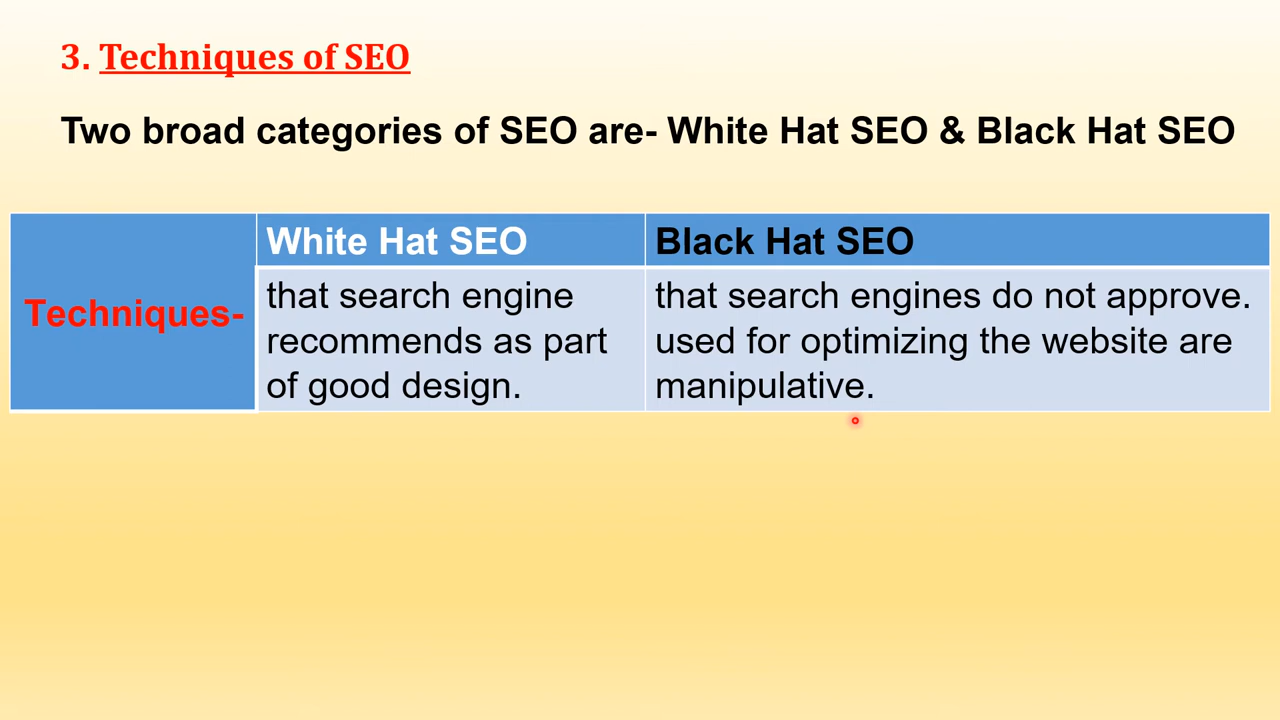 3. Techniques of SEO
Two broad categories of SEO are- White Hat SEO & Black Hat SEO
Techniques-
White Hat SEO
Black Hat SEO
that search engine
recommends as part
of good design.
that search engines do not approve.
used for optimizing the website are
manipulative.